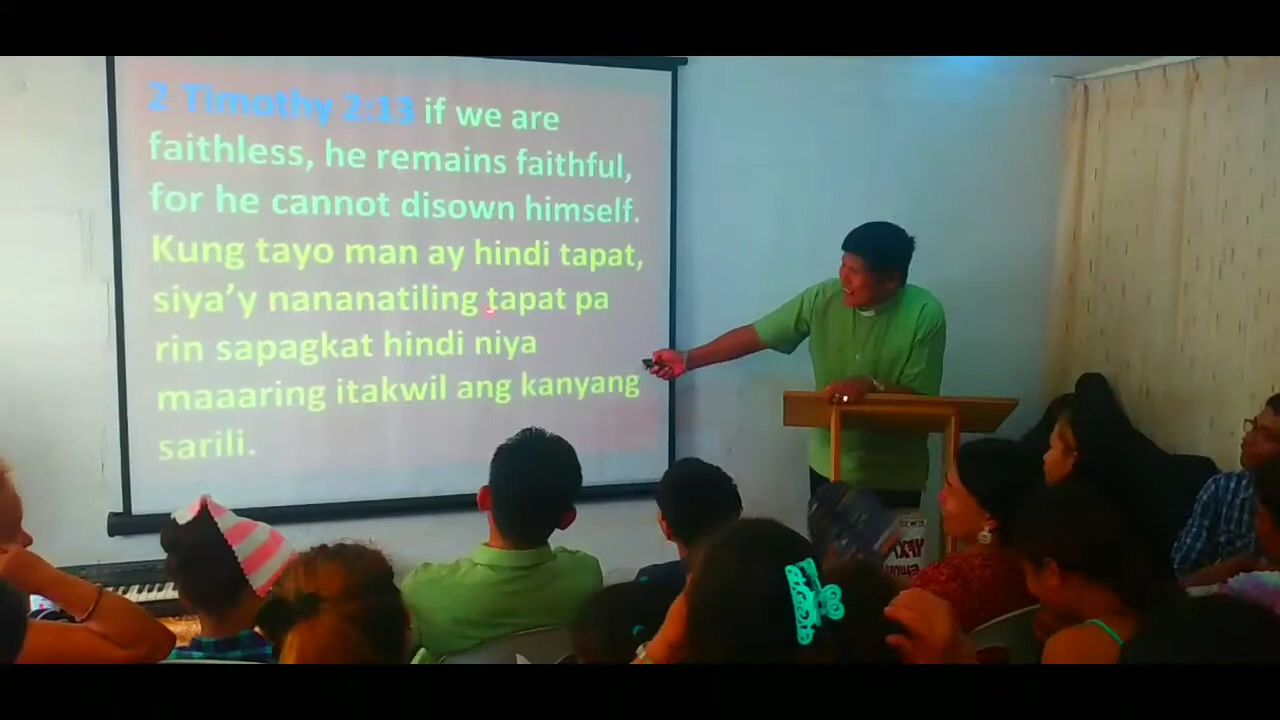 2 Timothy 2:13 if we are
faithless, he remains faithful,
for he cannot disown himself.
Kung tayo man ay hindi tapat,
siya'y nananatiling tapat pa
rin sapagkat hindi niya
maaaring itakwil ang kanyang
sarili.